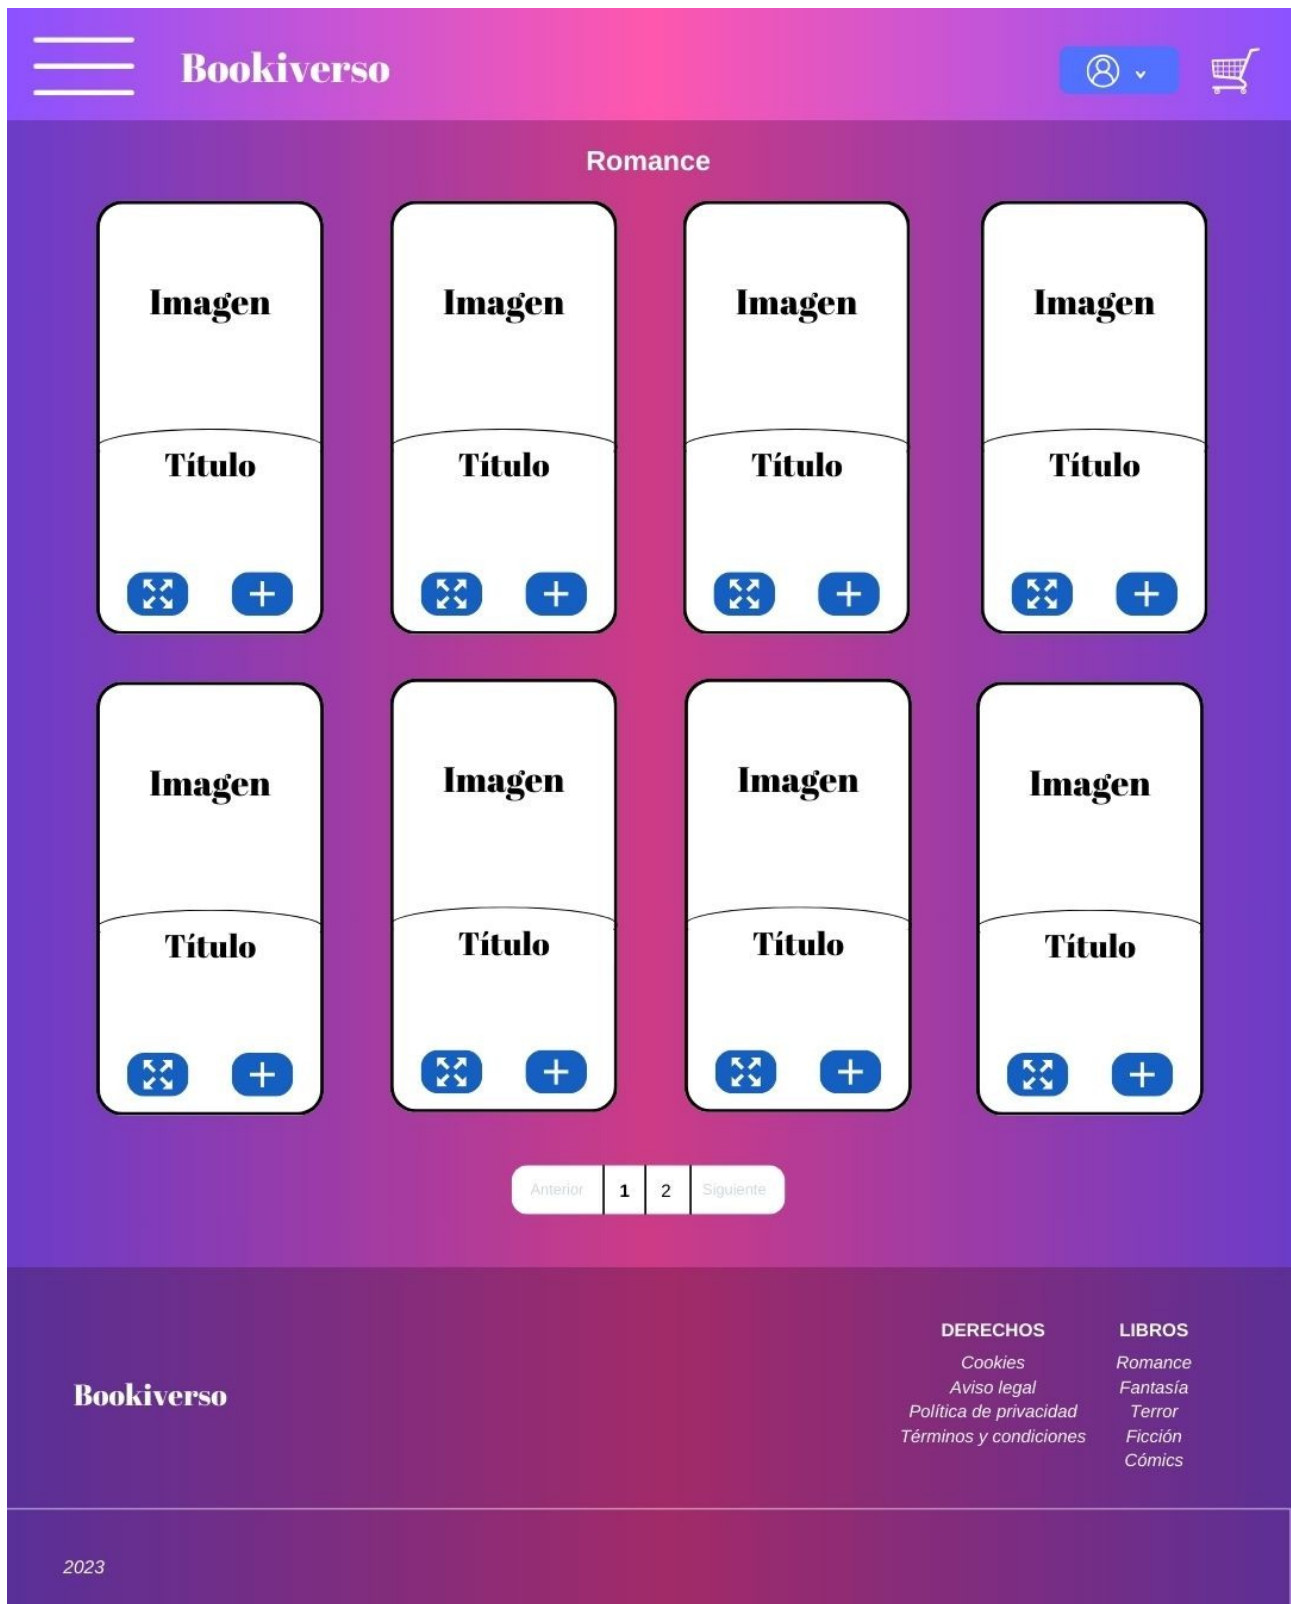 Bookiverso
Romance
Imagen Imagen Imagen Imagen
Título Título Título Título
Imagen Imagen Imagen Imagen
Título Título Título Título
Anterior 1 2 Siguiente
Bookiverso
DERECHOS
Cookies
Aviso legal
Política de privacidad
Términos y condiciones
LIBROS
Romance
Fantasía
Terror
Ficción
Cómics
2023